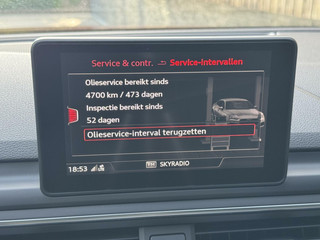 Service & contr. Service-intervallen
Olieservice bereikt sinds
4700 km / 473 dagen
Inspectie bereikt sinds
52 dagen
Olieservice-interval terugzetten
18:53 SKYRADIO